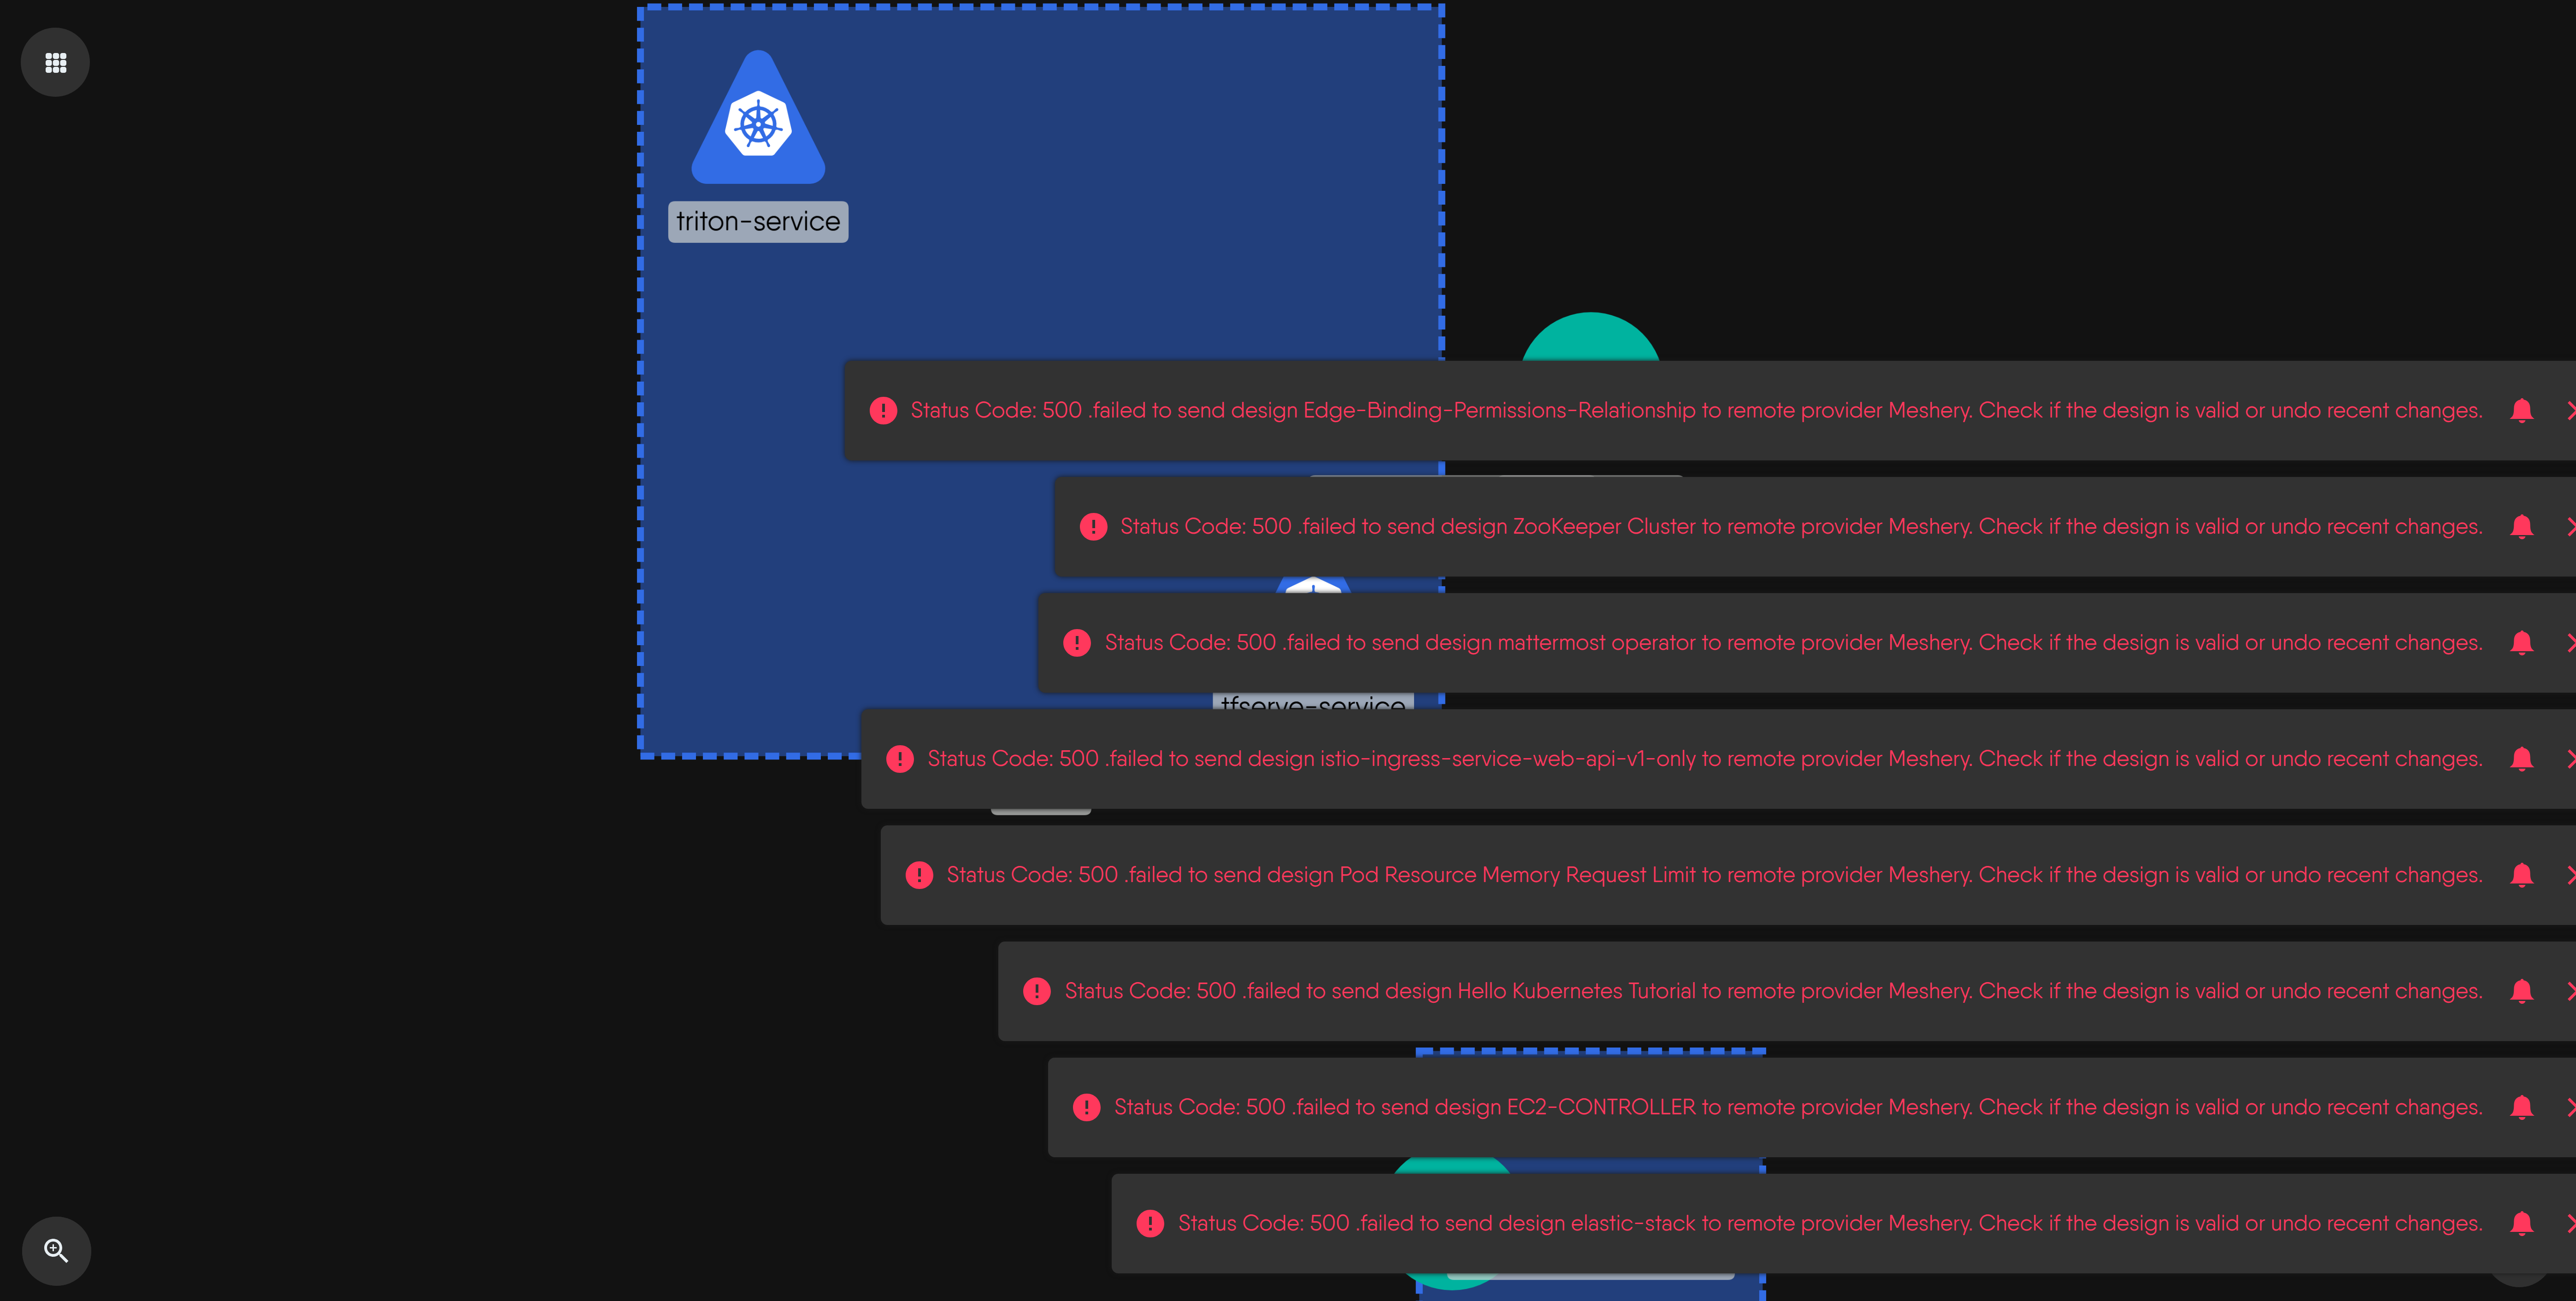 triton-service
Status Code: 500 .failed to send design Edge-Binding-Permissions-Relationship to remote provider Meshery. Check if the design is valid or undo recent changes.
Status Code: 500 .failed to send design ZooKeeper Cluster to remote provider Meshery. Check if the design is valid or undo recent changes.
Status Code: 500 .failed to send design mattermost operator to remote provider Meshery. Check if the design is valid or undo recent changes.
tfserve-service
Status Code: 500 .failed to send design istio-ingress-service-web-api-v1-only to remote provider Meshery. Check if the design is valid or undo recent changes.
Status Code: 500 .failed to send design Pod Resource Memory Request Limit to remote provider Meshery. Check if the design is valid or undo recent changes.
Status Code: 500 .failed to send design Hello Kubernetes Tutorial to remote provider Meshery. Check if the design is valid or undo recent changes.
Status Code: 500 .failed to send design EC2-CONTROLLER to remote provider Meshery. Check if the design is valid or undo recent changes.
Status Code: 500 .failed to send design elastic-stack to remote provider Meshery. Check if the design is valid or undo recent changes.